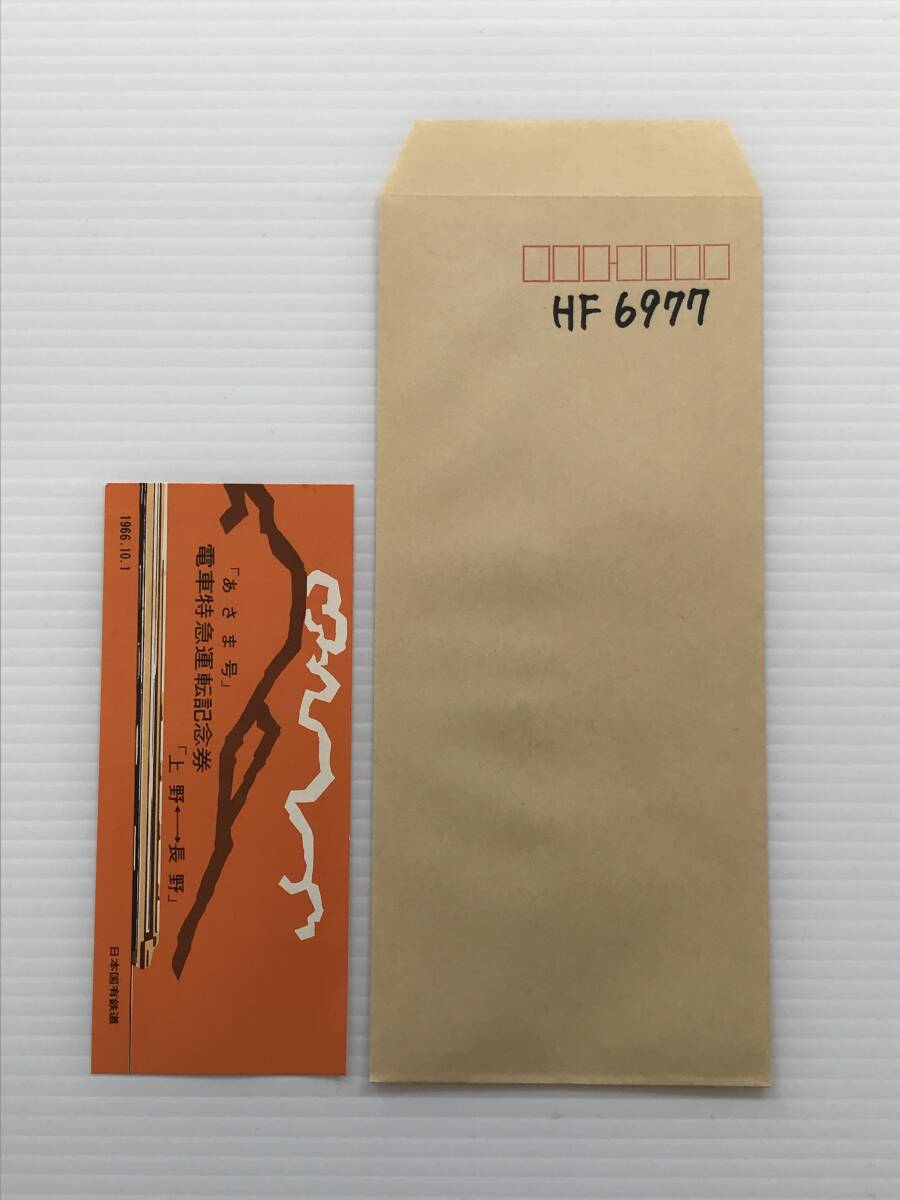 HF 6977
「あさま号」
電車特急運転記念券
「上野⟷長野」
1966.10.1
日本国有鉄道